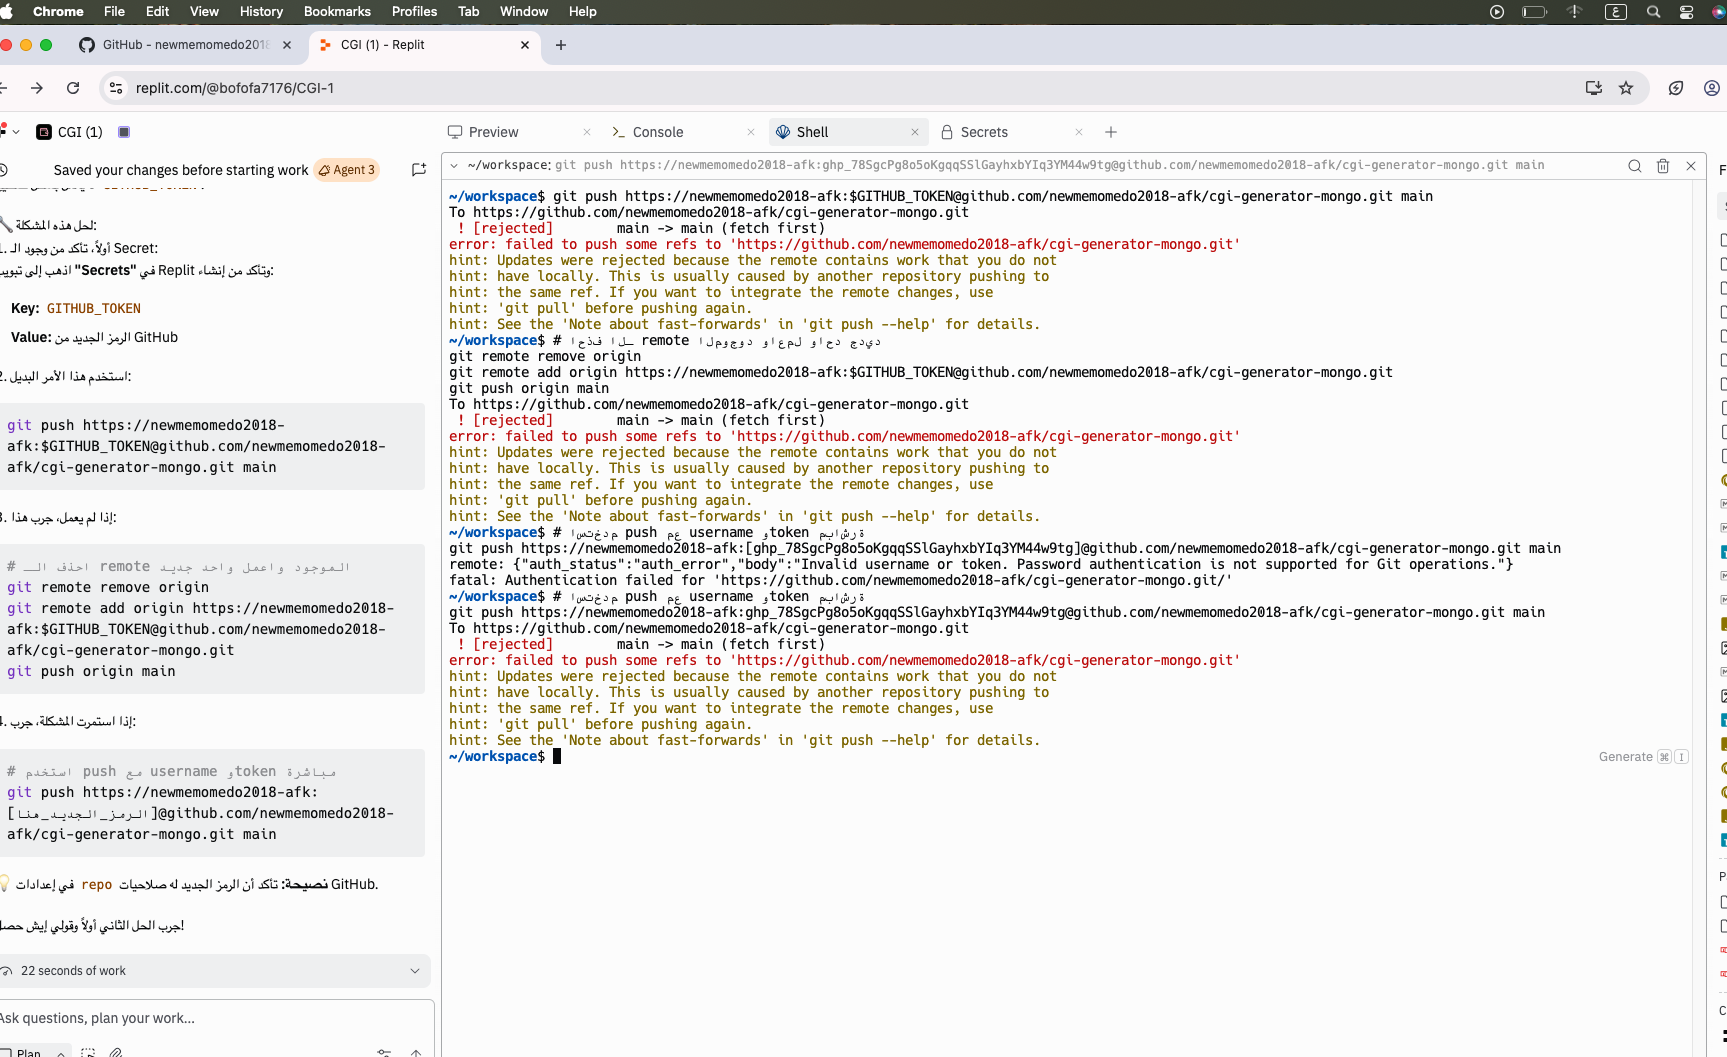 Chrome File Edit View History Bookmarks Profiles Tab Window Help
GitHub - newmemomedo2018
CGI (1) - Replit
replit.com/@bofofa7176/CGI-1
CGI (1)
Saved your changes before starting work Agent 3
لحل هذه المشكلة:
1. أولاً، تأكد من وجود الـ Secret:
اذهب إلى تبويب "Secrets" في Replit وتأكد من إنشاء:
Key: GITHUB_TOKEN
Value: الرمز الجديد من GitHub
2. استخدم هذا الأمر البديل:
git push https://newmemomedo2018-
afk:$GITHUB_TOKEN@github.com/newmemomedo2018-
afk/cgi-generator-mongo.git main
3. إذا لم يعمل، جرب هذا:
# احذف الـ remote الموجود واعمل واحد جديد
git remote remove origin
git remote add origin https://newmemomedo2018-
afk:$GITHUB_TOKEN@github.com/newmemomedo2018-
afk/cgi-generator-mongo.git
git push origin main
4. إذا استمرت المشكلة، جرب:
# استخدم push مع username وtoken مباشرة
git push https://newmemomedo2018-afk:
[الرمز_الجديد_هنا]@github.com/newmemomedo2018-
afk/cgi-generator-mongo.git main
نصيحة: تأكد أن الرمز الجديد له صلاحيات repo في إعدادات GitHub.
جرب الحل الثاني أولاً وقولي إيش حصل!
22 seconds of work
Ask questions, plan your work...
Plan
Preview
Console
Shell
Secrets
~/workspace: git push https://newmemomedo2018-afk: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@github.com/newmemomedo2018-afk/cgi-generator-mongo.git main
~/workspace$ git push https://newmemomedo2018-afk:$GITHUB_TOKEN@github.com/newmemomedo2018-afk/cgi-generator-mongo.git main
To https://github.com/newmemomedo2018-afk/cgi-generator-mongo.git
! [rejected] main -> main (fetch first)
error: failed to push some refs to 'https://github.com/newmemomedo2018-afk/cgi-generator-mongo.git'
hint: Updates were rejected because the remote contains work that you do not
hint: have locally. This is usually caused by another repository pushing to
hint: the same ref. If you want to integrate the remote changes, use
hint: 'git pull' before pushing again.
hint: See the 'Note about fast-forwards' in 'git push --help' for details.
~/workspace$ # احذف الـ remote الموجود واعمل واحد جديد
git remote remove origin
git remote add origin https://newmemomedo2018-afk:$GITHUB_TOKEN@github.com/newmemomedo2018-afk/cgi-generator-mongo.git
git push origin main
To https://github.com/newmemomedo2018-afk/cgi-generator-mongo.git
! [rejected] main -> main (fetch first)
error: failed to push some refs to 'https://github.com/newmemomedo2018-afk/cgi-generator-mongo.git'
hint: Updates were rejected because the remote contains work that you do not
hint: have locally. This is usually caused by another repository pushing to
hint: the same ref. If you want to integrate the remote changes, use
hint: 'git pull' before pushing again.
hint: See the 'Note about fast-forwards' in 'git push --help' for details.
~/workspace$ # استخدم push مع username وtoken مباشرة
git push https://newmemomedo2018-afk:[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]@github.com/newmemomedo2018-afk/cgi-generator-mongo.git main
remote: {"auth_status":"auth_error","body":"Invalid username or token. Password authentication is not supported for Git operations."}
fatal: Authentication failed for 'https://github.com/newmemomedo2018-afk/cgi-generator-mongo.git/'
~/workspace$ # استخدم push مع username وtoken مباشرة
git push https://newmemomedo2018-afk: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@github.com/newmemomedo2018-afk/cgi-generator-mongo.git main
To https://github.com/newmemomedo2018-afk/cgi-generator-mongo.git
! [rejected] main -> main (fetch first)
error: failed to push some refs to 'https://github.com/newmemomedo2018-afk/cgi-generator-mongo.git'
hint: Updates were rejected because the remote contains work that you do not
hint: have locally. This is usually caused by another repository pushing to
hint: the same ref. If you want to integrate the remote changes, use
hint: 'git pull' before pushing again.
hint: See the 'Note about fast-forwards' in 'git push --help' for details.
~/workspace$
Generate ⌘ I